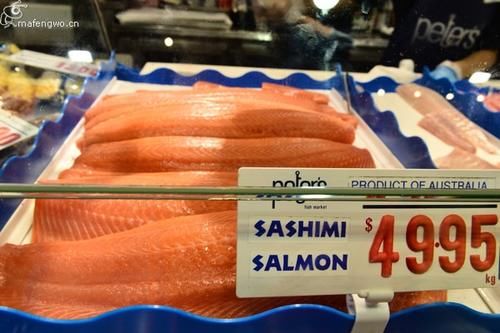 mafengwo.cn
peters
peter's
fish market
PRODUCT OF AUSTRALIA
SASHIMI
SALMON
$49.95
kg